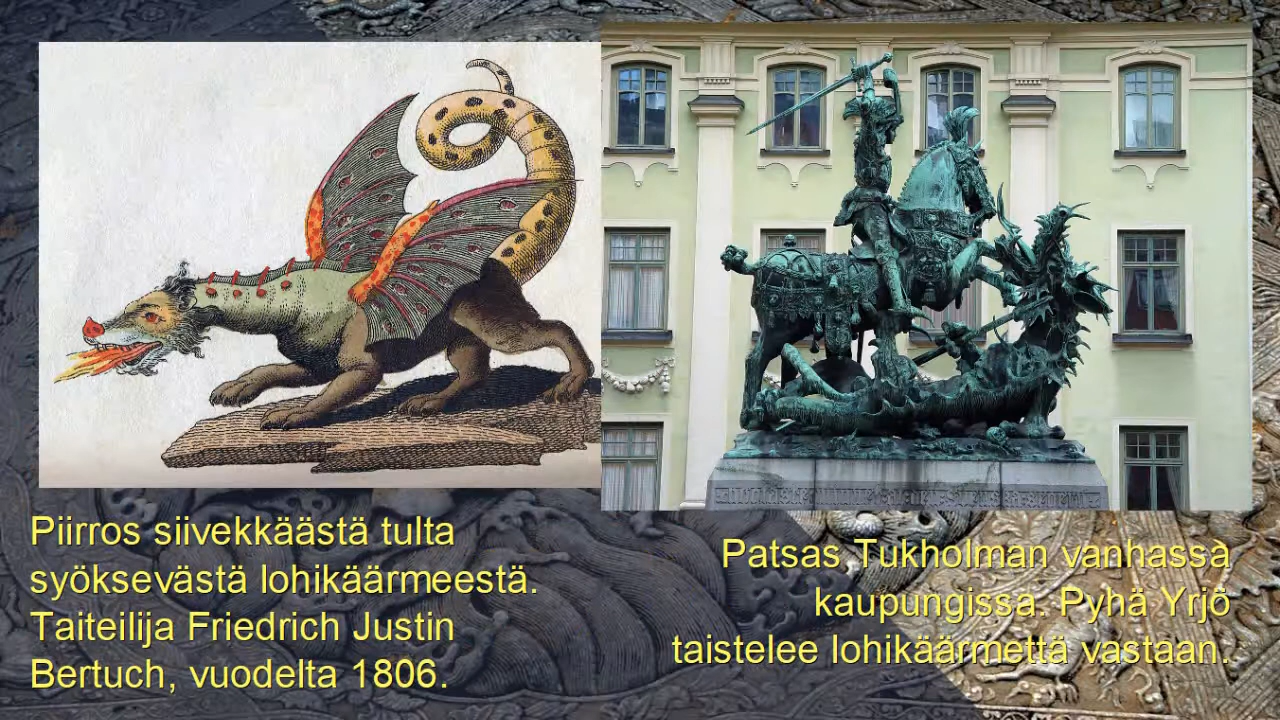 Piirros siivekkäästä tulta
syöksevästä lohikäärmeestä.
Taiteilija Friedrich Justin
Bertuch, vuodelta 1806.
Patsas Tukholman vanhassa
kaupungissa. Pyhä Yrjö
taistelee lohikäärmettä vastaan.